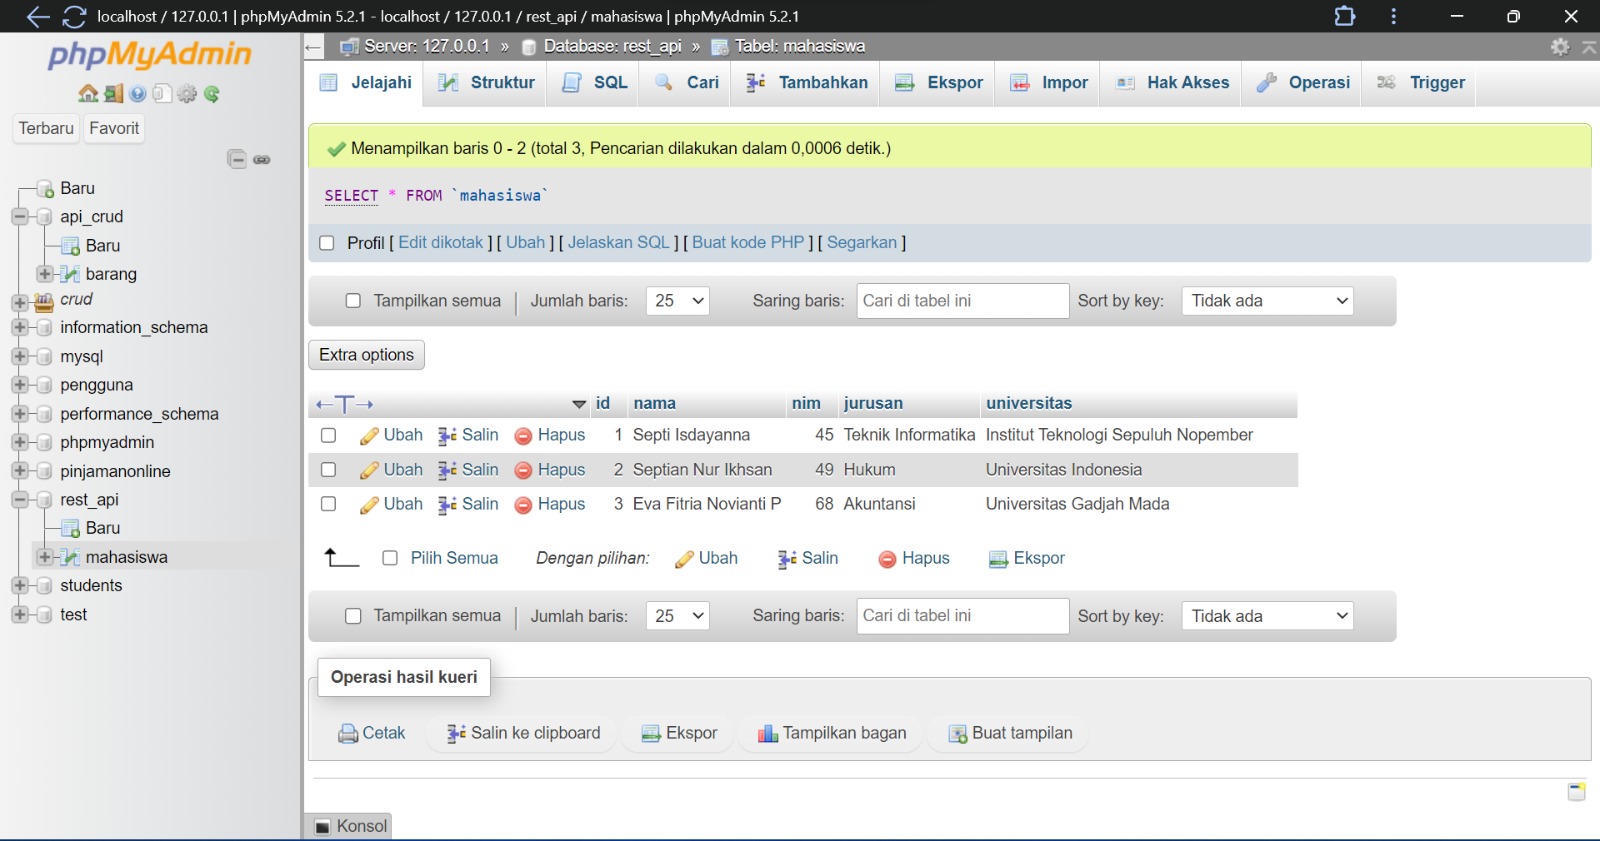 localhost / 127.0.0.1 | phpMyAdmin 5.2.1 - localhost / 127.0.0.1 / rest_api / mahasiswa | phpMyAdmin 5.2.1
phpMyAdmin
Terbaru Favorit
Baru
api_crud
Baru
barang
crud
information_schema
mysql
pengguna
performance_schema
phpmyadmin
pinjamanonline
rest_api
Baru
mahasiswa
students
test
Server: 127.0.0.1 » Database: rest_api » Tabel: mahasiswa
Jelajahi Struktur SQL Cari Tambahkan Ekspor Impor Hak Akses Operasi Trigger
Menampilkan baris 0 - 2 (total 3, Pencarian dilakukan dalam 0,0006 detik.)
SELECT * FROM `mahasiswa`
Profil [ Edit dikotak ] [ Ubah ] [ Jelaskan SQL ] [ Buat kode PHP ] [ Segarkan ]
Tampilkan semua | Jumlah baris: 25 Saring baris: Cari di tabel ini Sort by key: Tidak ada
Extra options
←T→ id nama nim jurusan universitas
Ubah Salin Hapus 1 Septi Isdayanna 45 Teknik Informatika Institut Teknologi Sepuluh Nopember
Ubah Salin Hapus 2 Septian Nur Ikhsan 49 Hukum Universitas Indonesia
Ubah Salin Hapus 3 Eva Fitria Novianti P 68 Akuntansi Universitas Gadjah Mada
Pilih Semua Dengan pilihan: Ubah Salin Hapus Ekspor
Tampilkan semua | Jumlah baris: 25 Saring baris: Cari di tabel ini Sort by key: Tidak ada
Operasi hasil kueri
Cetak Salin ke clipboard Ekspor Tampilkan bagan Buat tampilan
Konsol